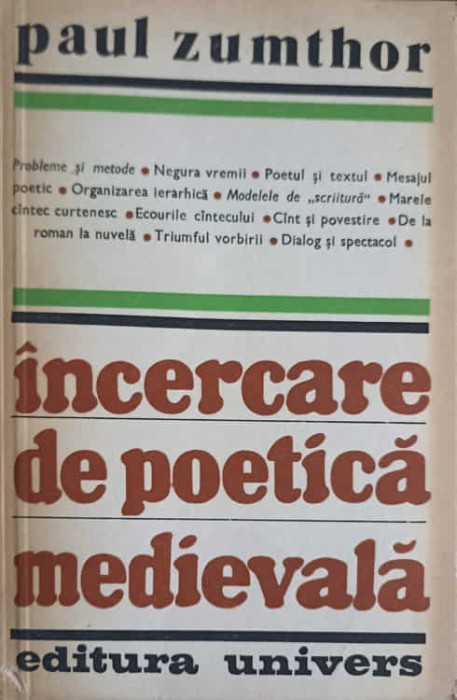 paul zumthor
Probleme și metode • Negura vremii • Poetul și textul • Mesajul
poetic • Organizarea ierarhică • Modelele de „scriitură“ • Marele
cîntec curtenesc • Ecourile cîntecului • Cînt și povestire • De la
roman la nuvelă • Triumful vorbirii • Dialog și spectacol •
încercare
de poetică
medievală
editura univers